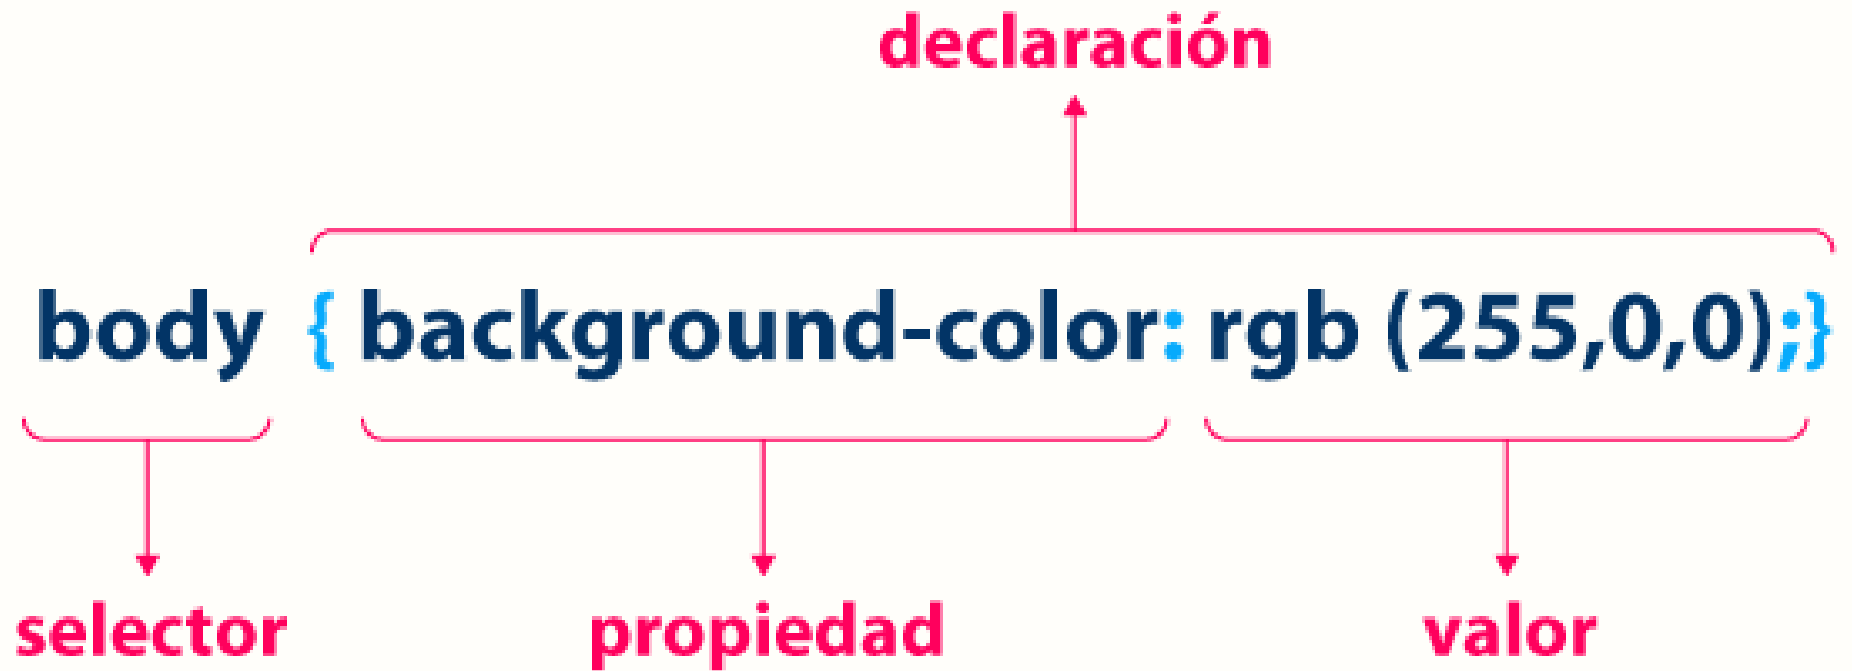 declaración
body { background-color: rgb (255,0,0);}
selector propiedad valor